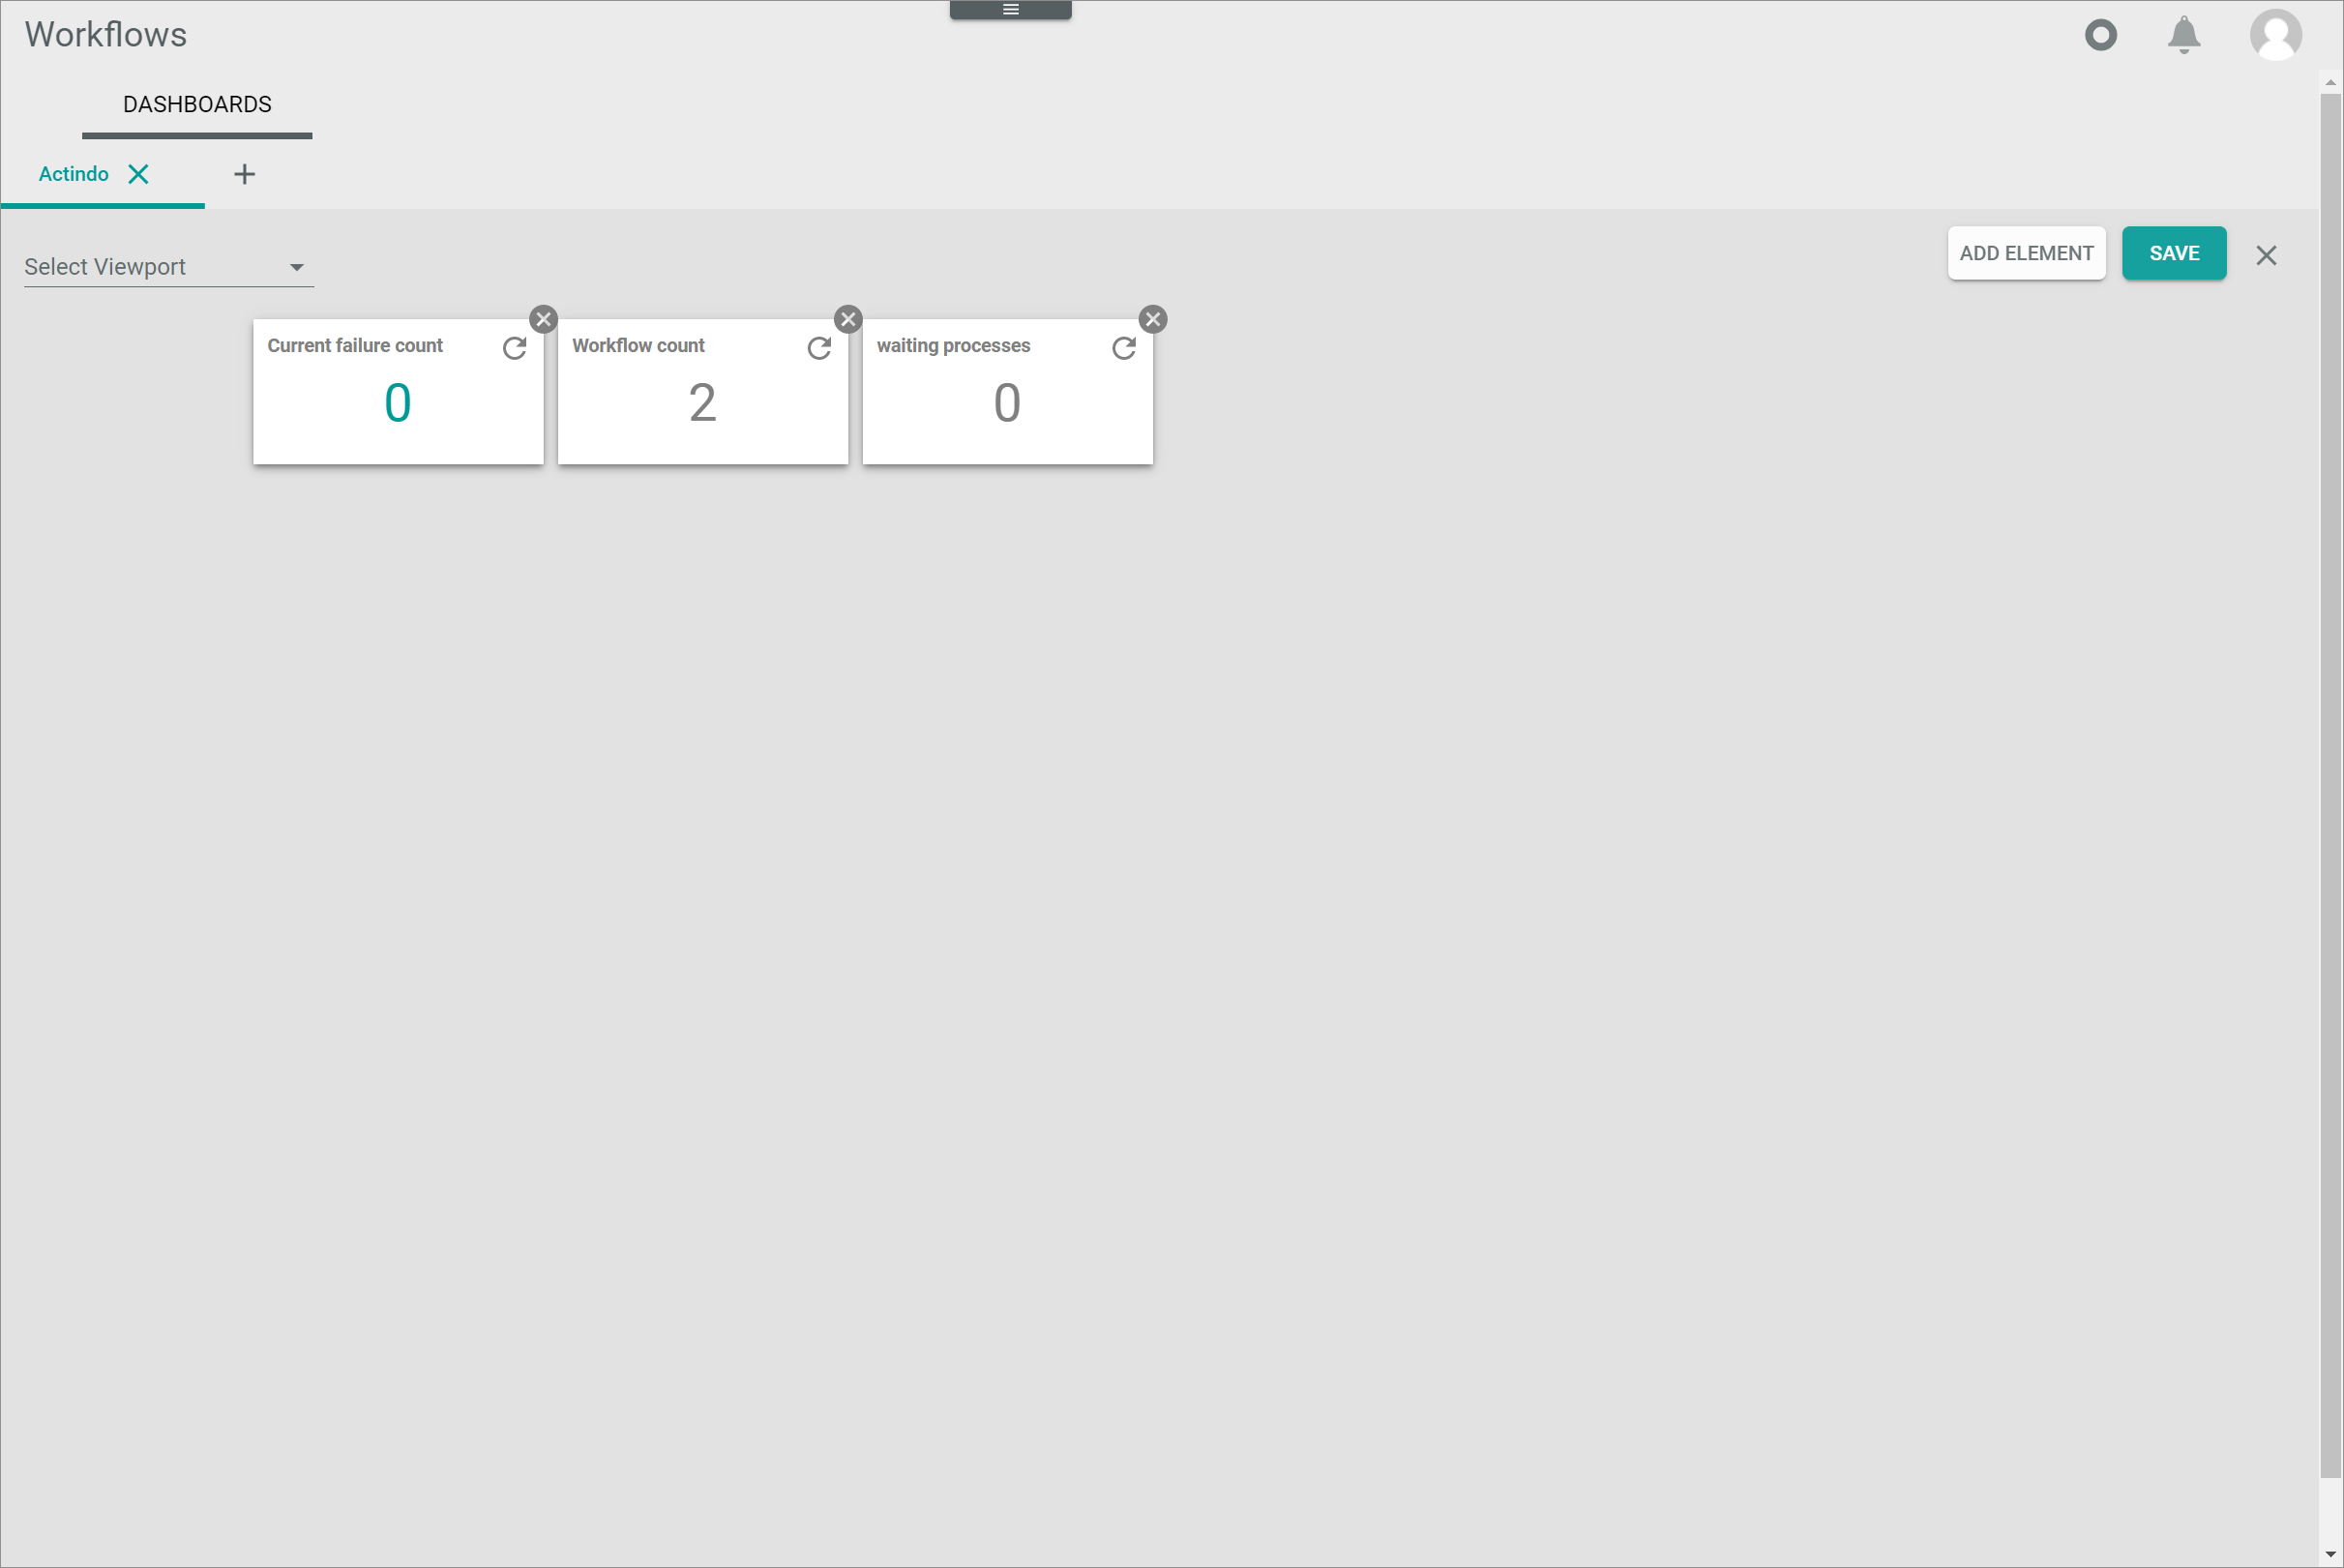 Workflows
DASHBOARDS
Actindo
Select Viewport
ADD ELEMENT
SAVE
Current failure count
0
Workflow count
2
waiting processes
0